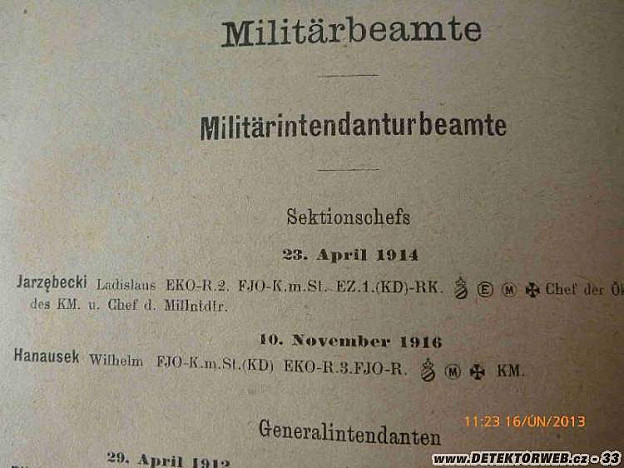 Militärbeamte
Militärintendanturbeamte
Sektionschefs
23. April 1914
Jarzębecki Ladislaus EKO-R.2. FJO-K.m.St. EZ.1.(KD)-RK. Ⓔ Ⓜ ✠ Chef der Ök
des KM. u. Chef d. MilIntdtr.
10. November 1916
Hanausek Wilhelm FJO-K.m.St.(KD) EKO-R.3.FJO-R. Ⓜ ✠ KM.
Generalintendanten
29. April 1912
11:23 16/ÚN/2013
www.DETEKTORWEB.cz - 33